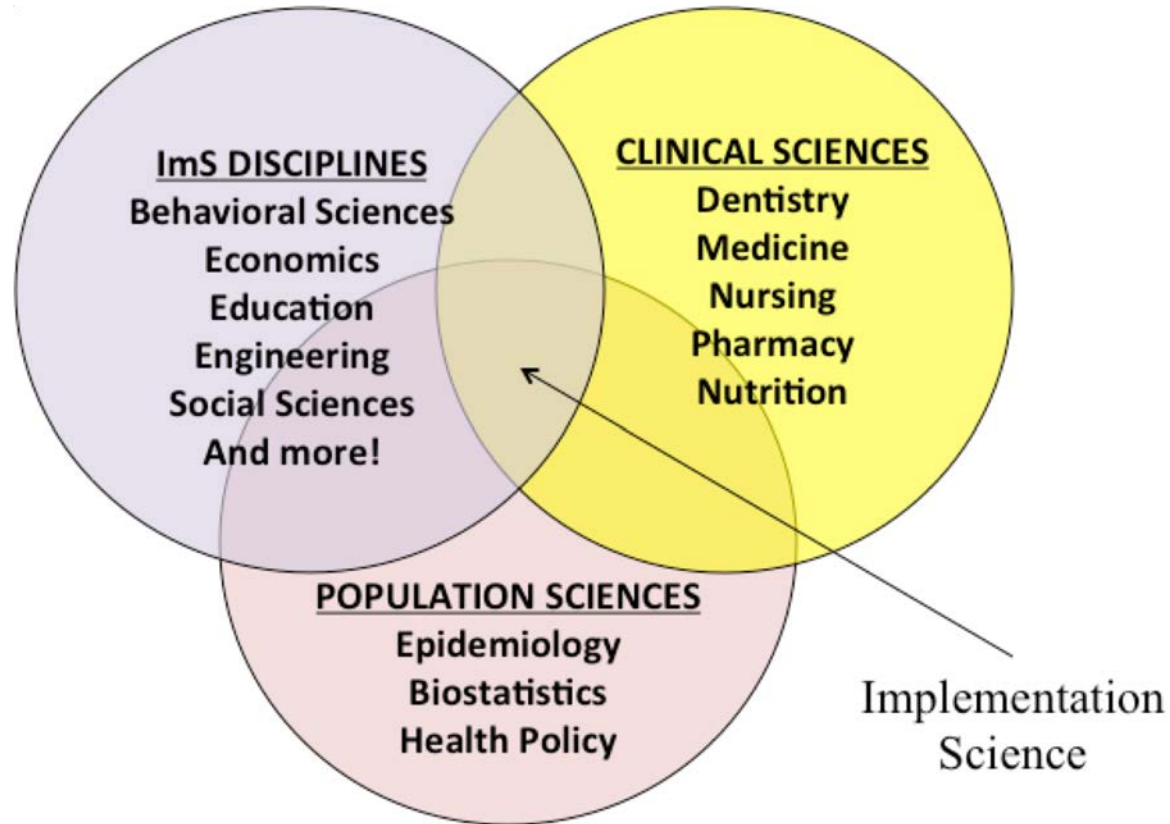 ImS DISCIPLINES
Behavioral Sciences
Economics
Education
Engineering
Social Sciences
And more!
CLINICAL SCIENCES
Dentistry
Medicine
Nursing
Pharmacy
Nutrition
POPULATION SCIENCES
Epidemiology
Biostatistics
Health Policy
Implementation
Science